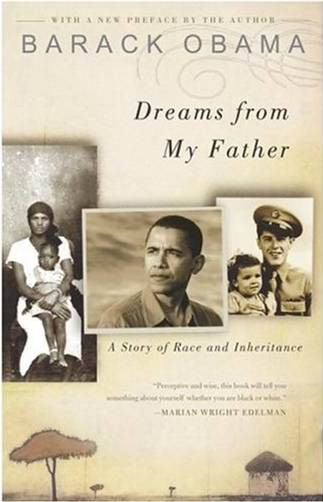 WITH A NEW PREFACE BY THE AUTHOR
BARACK OBAMA
Dreams from
My Father
A Story of Race and Inheritance
"Perceptive and wise, this book will tell you
something about yourself whether you are black or white."
—MARIAN WRIGHT EDELMAN